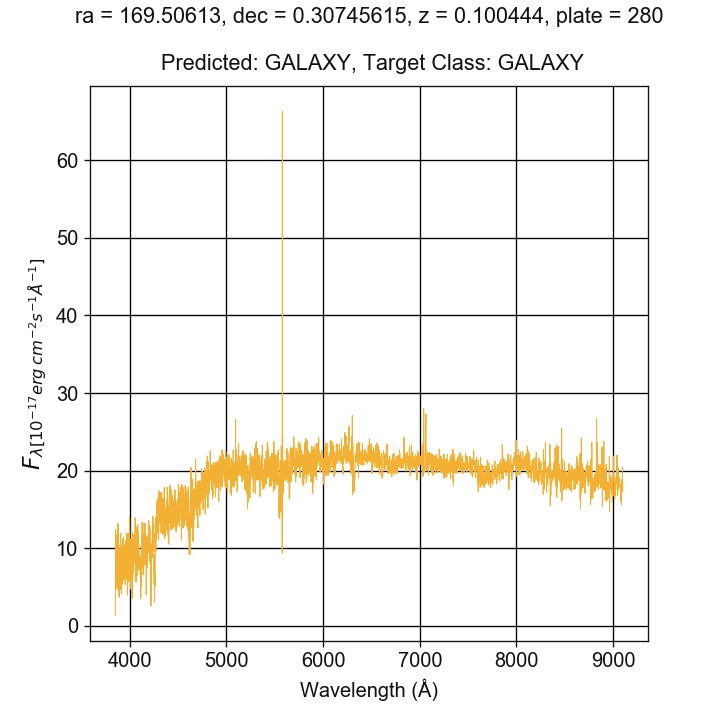 ra = 169.50613, dec = 0.30745615, z = 0.100444, plate = 280
Predicted: GALAXY, Target Class: GALAXY
60
50
40
30
20
10
0
4000 5000 6000 7000 8000 9000
Wavelength (Å)
Fλ[10⁻¹⁷erg cm⁻²s⁻¹Å⁻¹]